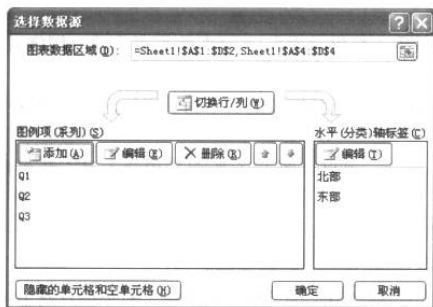 选择数据源
图表数据区域(D): =Sheet1!$A$1:$D$2,Sheet1!$A$4:$D$4
切换行/列(W)
图例项(系列)(S)
水平(分类)轴标签(C)
添加(A) 编辑(E) 删除(R) 编辑(T)
Q1
北部
Q2
东部
Q3
隐藏的单元格和空单元格(H) 确定 取消